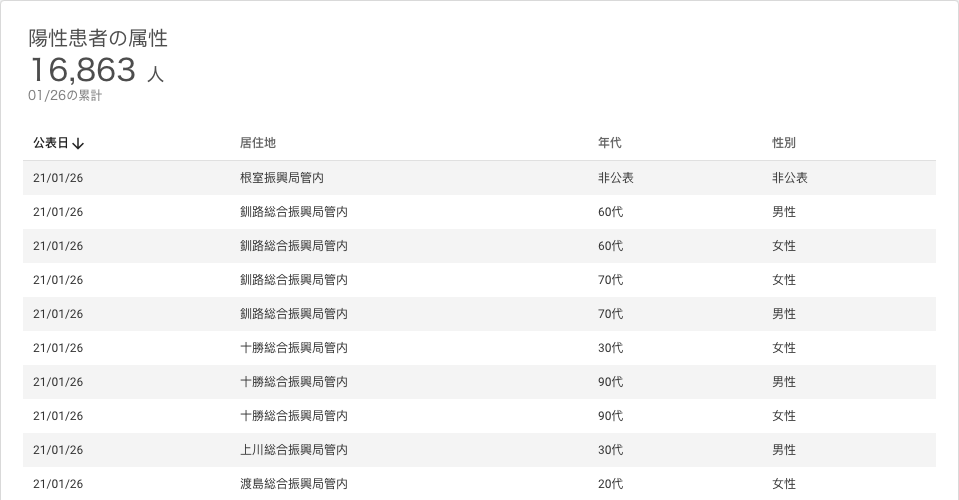 陽性患者の属性
16,863 人
01/26の累計
公表日↓ 居住地 年代 性別
21/01/26 根室振興局管内 非公表 非公表
21/01/26 釧路総合振興局管内 60代 男性
21/01/26 釧路総合振興局管内 60代 女性
21/01/26 釧路総合振興局管内 70代 女性
21/01/26 釧路総合振興局管内 70代 男性
21/01/26 十勝総合振興局管内 30代 女性
21/01/26 十勝総合振興局管内 90代 男性
21/01/26 十勝総合振興局管内 90代 女性
21/01/26 上川総合振興局管内 30代 男性
21/01/26 渡島総合振興局管内 20代 女性